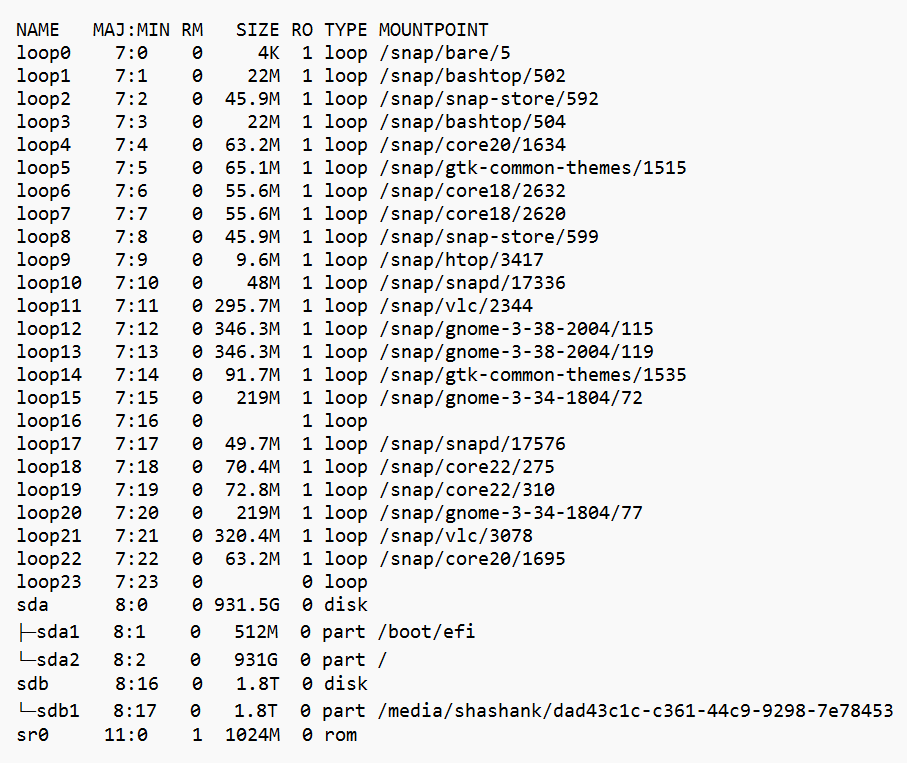 NAME   MAJ:MIN RM   SIZE RO TYPE MOUNTPOINT
loop0    7:0    0     4K  1 loop /snap/bare/5
loop1    7:1    0    22M  1 loop /snap/bashtop/502
loop2    7:2    0  45.9M  1 loop /snap/snap-store/592
loop3    7:3    0    22M  1 loop /snap/bashtop/504
loop4    7:4    0  63.2M  1 loop /snap/core20/1634
loop5    7:5    0  65.1M  1 loop /snap/gtk-common-themes/1515
loop6    7:6    0  55.6M  1 loop /snap/core18/2632
loop7    7:7    0  55.6M  1 loop /snap/core18/2620
loop8    7:8    0  45.9M  1 loop /snap/snap-store/599
loop9    7:9    0   9.6M  1 loop /snap/htop/3417
loop10   7:10   0    48M  1 loop /snap/snapd/17336
loop11   7:11   0 295.7M  1 loop /snap/vlc/2344
loop12   7:12   0 346.3M  1 loop /snap/gnome-3-38-2004/115
loop13   7:13   0 346.3M  1 loop /snap/gnome-3-38-2004/119
loop14   7:14   0  91.7M  1 loop /snap/gtk-common-themes/1535
loop15   7:15   0   219M  1 loop /snap/gnome-3-34-1804/72
loop16   7:16   0         1 loop
loop17   7:17   0  49.7M  1 loop /snap/snapd/17576
loop18   7:18   0  70.4M  1 loop /snap/core22/275
loop19   7:19   0  72.8M  1 loop /snap/core22/310
loop20   7:20   0   219M  1 loop /snap/gnome-3-34-1804/77
loop21   7:21   0 320.4M  1 loop /snap/vlc/3078
loop22   7:22   0  63.2M  1 loop /snap/core20/1695
loop23   7:23   0         0 loop
sda      8:0    0 931.5G  0 disk
├─sda1   8:1    0   512M  0 part /boot/efi
└─sda2   8:2    0   931G  0 part /
sdb      8:16   0   1.8T  0 disk
└─sdb1   8:17   0   1.8T  0 part /media/shashank/dad43c1c-c361-44c9-9298-7e78453
sr0     11:0    1  1024M  0 rom